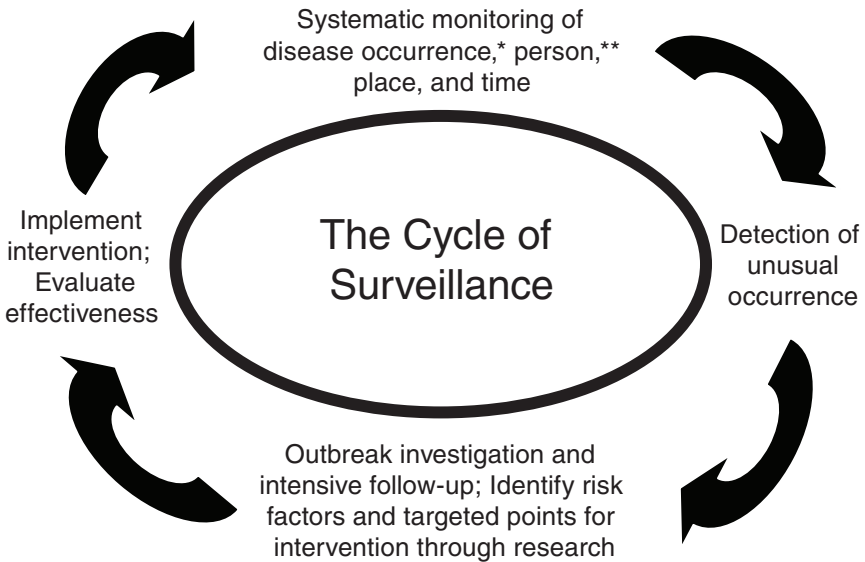 Systematic monitoring of
disease occurrence,* person,**
place, and time
The Cycle of
Surveillance
Detection of
unusual
occurrence
Outbreak investigation and
intensive follow-up; Identify risk
factors and targeted points for
intervention through research
Implement
intervention;
Evaluate
effectiveness